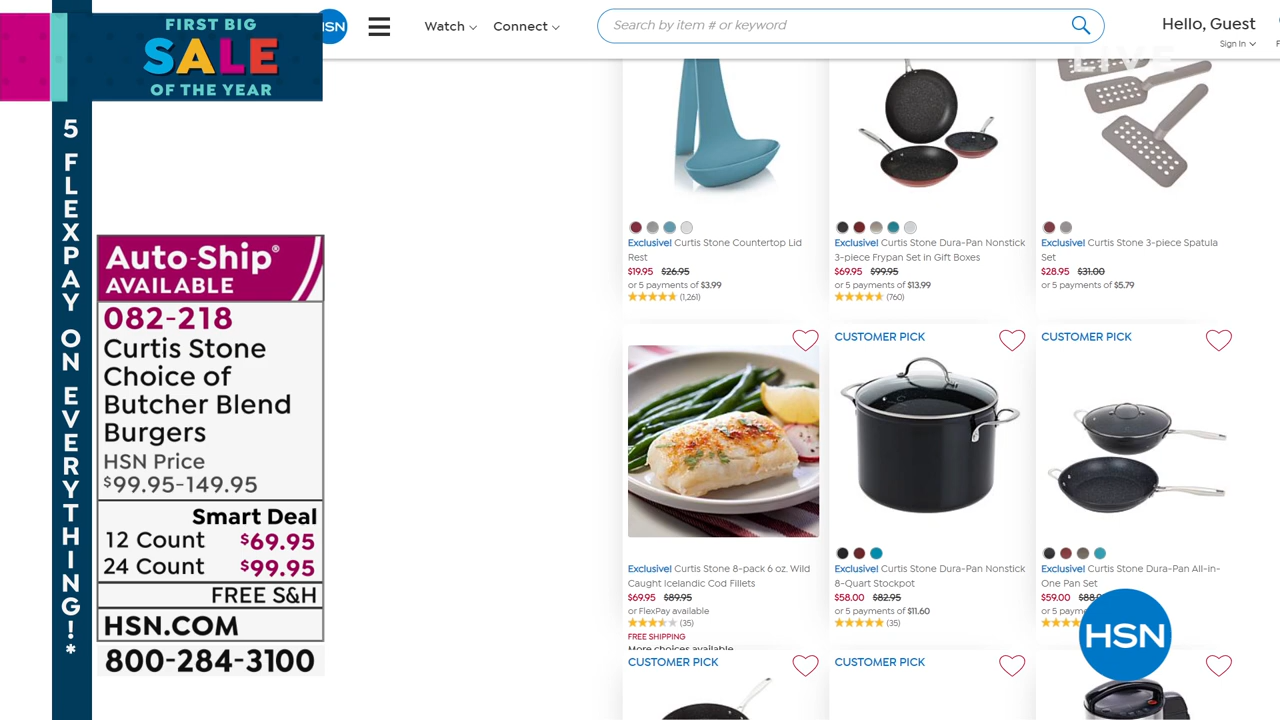 FIRST BIG
SALE
OF THE YEAR
HSN
Watch
Connect
Search by item # or keyword
Hello, Guest
Sign In
LIVE
5 FLEXPAY ON EVERYTHING!*
Auto-Ship®
AVAILABLE
082-218
Curtis Stone
Choice of
Butcher Blend
Burgers
HSN Price
$99.95-149.95
Smart Deal
12 Count $69.95
24 Count $99.95
FREE S&H
HSN.COM
800-284-3100
Exclusive! Curtis Stone Countertop Lid
Rest
$19.95 $26.95
or 5 payments of $3.99
(1,261)
Exclusive! Curtis Stone Dura-Pan Nonstick
3-piece Frypan Set in Gift Boxes
$69.95 $99.95
or 5 payments of $13.99
(760)
Exclusive! Curtis Stone 3-piece Spatula
Set
$28.95 $31.00
or 5 payments of $5.79
Exclusive! Curtis Stone 8-pack 6 oz. Wild
Caught Icelandic Cod Fillets
$69.95 $89.95
or FlexPay available
(35)
FREE SHIPPING
More choices available
CUSTOMER PICK
Exclusive! Curtis Stone Dura-Pan Nonstick
8-Quart Stockpot
$58.00 $82.95
or 5 payments of $11.60
(35)
CUSTOMER PICK
Exclusive! Curtis Stone Dura-Pan All-in-
One Pan Set
$59.00
or 5
HSN
CUSTOMER PICK
CUSTOMER PICK